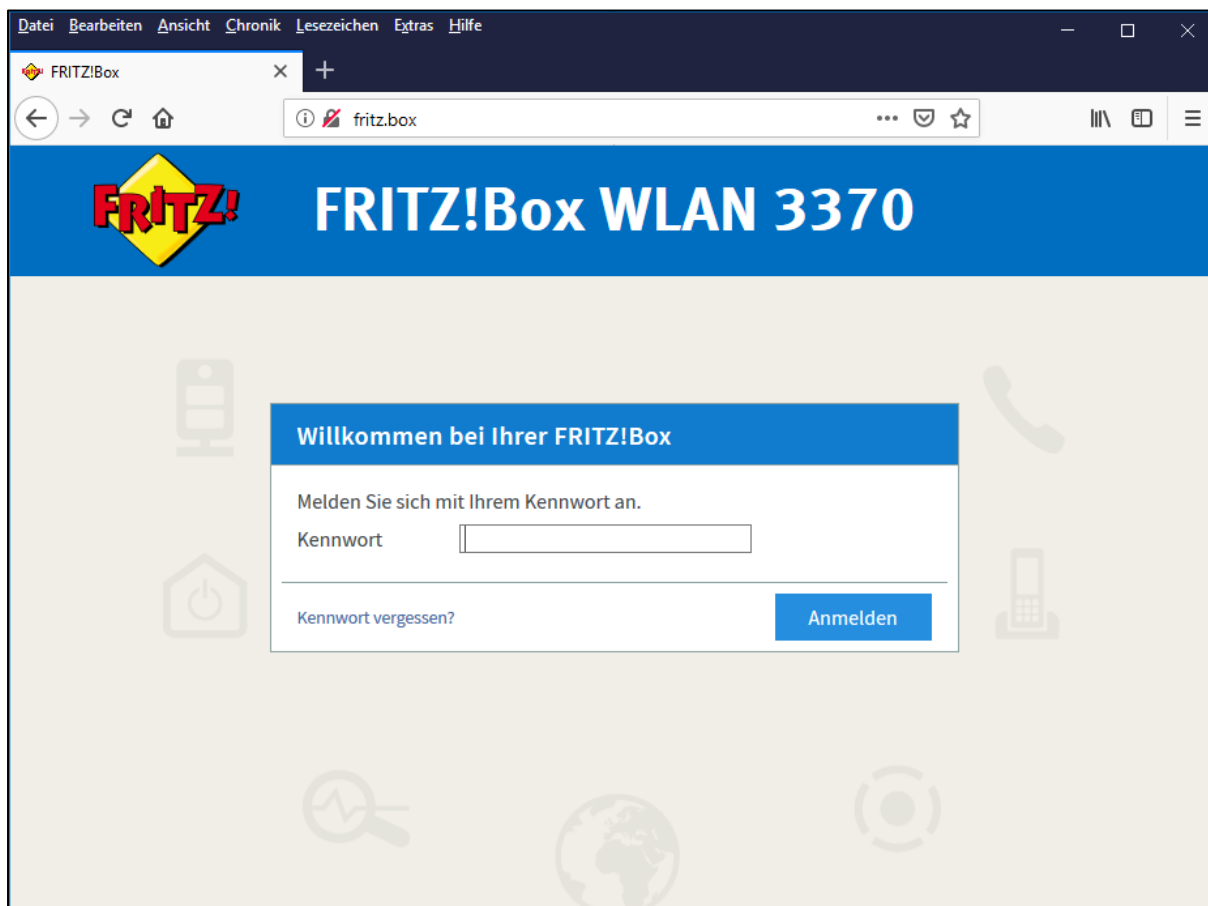 Datei Bearbeiten Ansicht Chronik Lesezeichen Extras Hilfe
FRITZ!Box
fritz.box
FRITZ! FRITZ!Box WLAN 3370
Willkommen bei Ihrer FRITZ!Box
Melden Sie sich mit Ihrem Kennwort an.
Kennwort
Kennwort vergessen? Anmelden